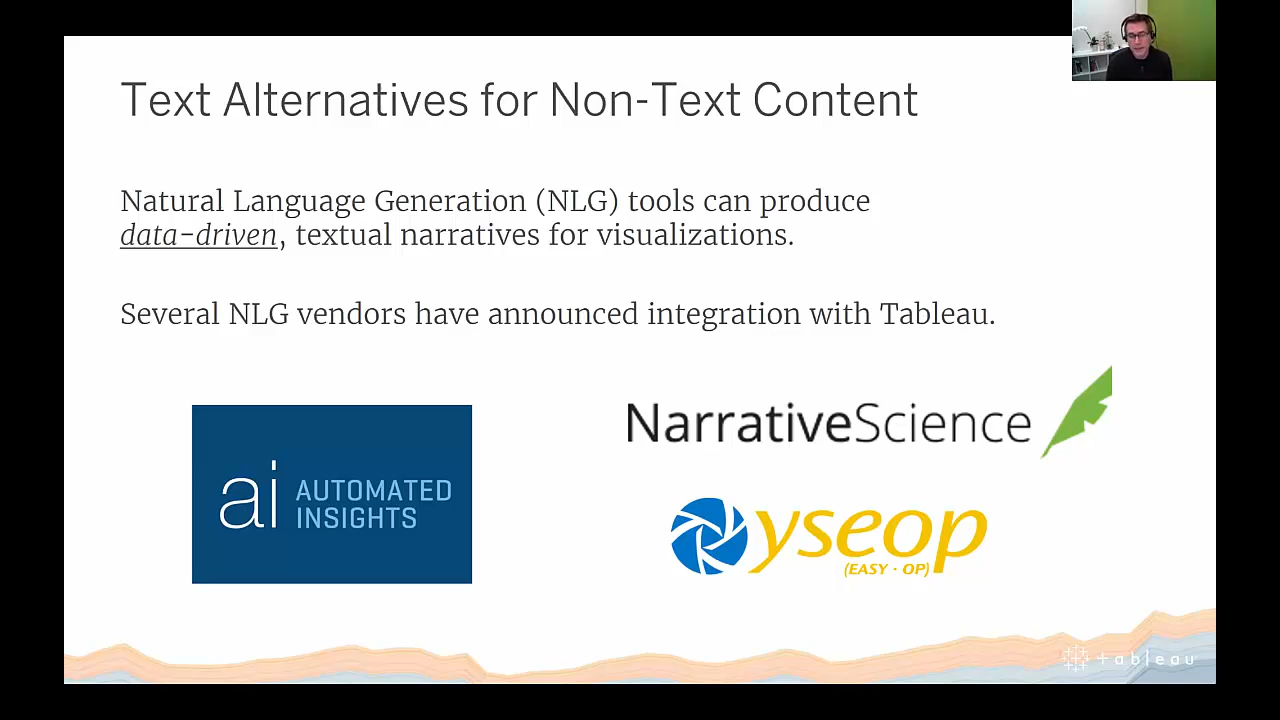 Text Alternatives for Non-Text Content
Natural Language Generation (NLG) tools can produce
data-driven, textual narratives for visualizations.
Several NLG vendors have announced integration with Tableau.
ai AUTOMATED
INSIGHTS
NarrativeScience
yseop
(EASY · OP)
+ableau